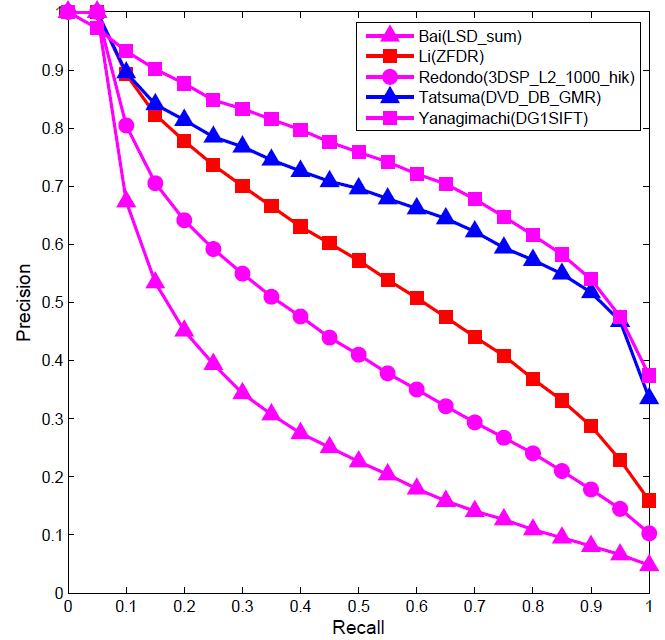 1
0.9
0.8
0.7
0.6
0.5
0.4
0.3
0.2
0.1
0
Precision
Bai(LSD_sum)
Li(ZFDR)
Redondo(3DSP_L2_1000_hik)
Tatsuma(DVD_DB_GMR)
Yanagimachi(DG1SIFT)
0 0.1 0.2 0.3 0.4 0.5 0.6 0.7 0.8 0.9 1
Recall